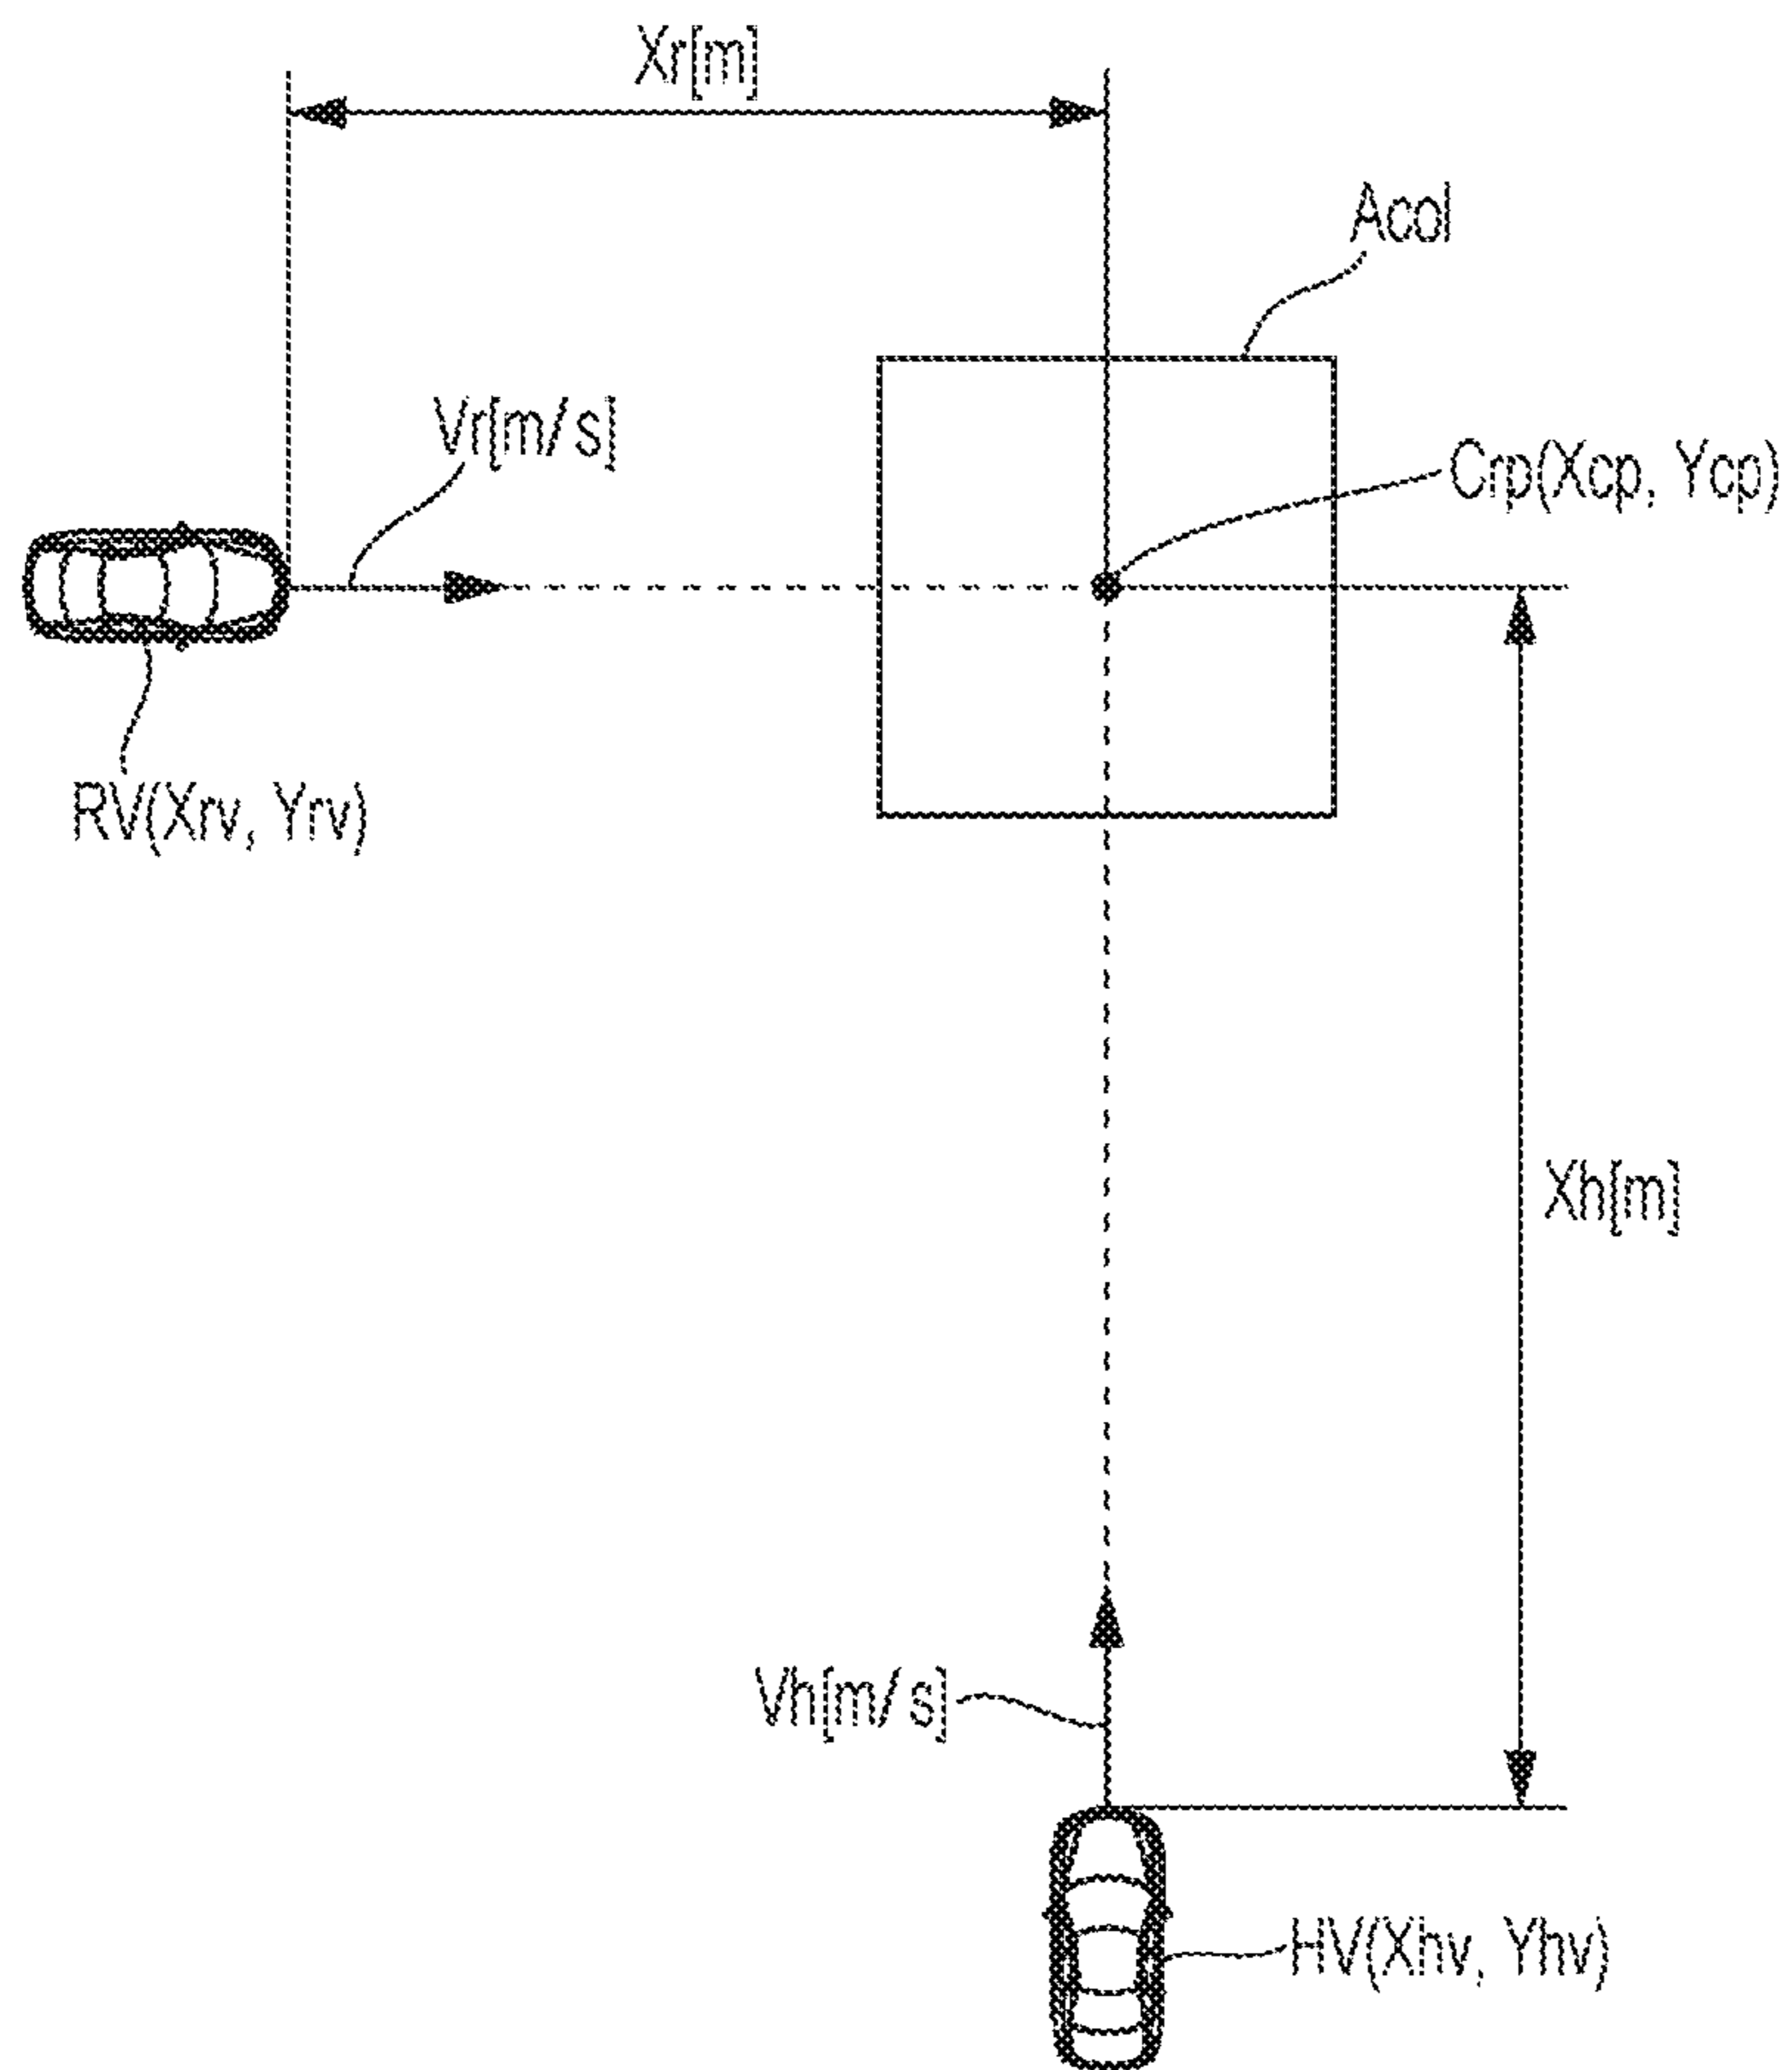 Xr[m]
Acol
Vr[m/s]
Crp(Xcp, Ycp)
RV(Xrv, Yrv)
Xh[m]
Vh[m/s]
HV(Xhv, Yhv)